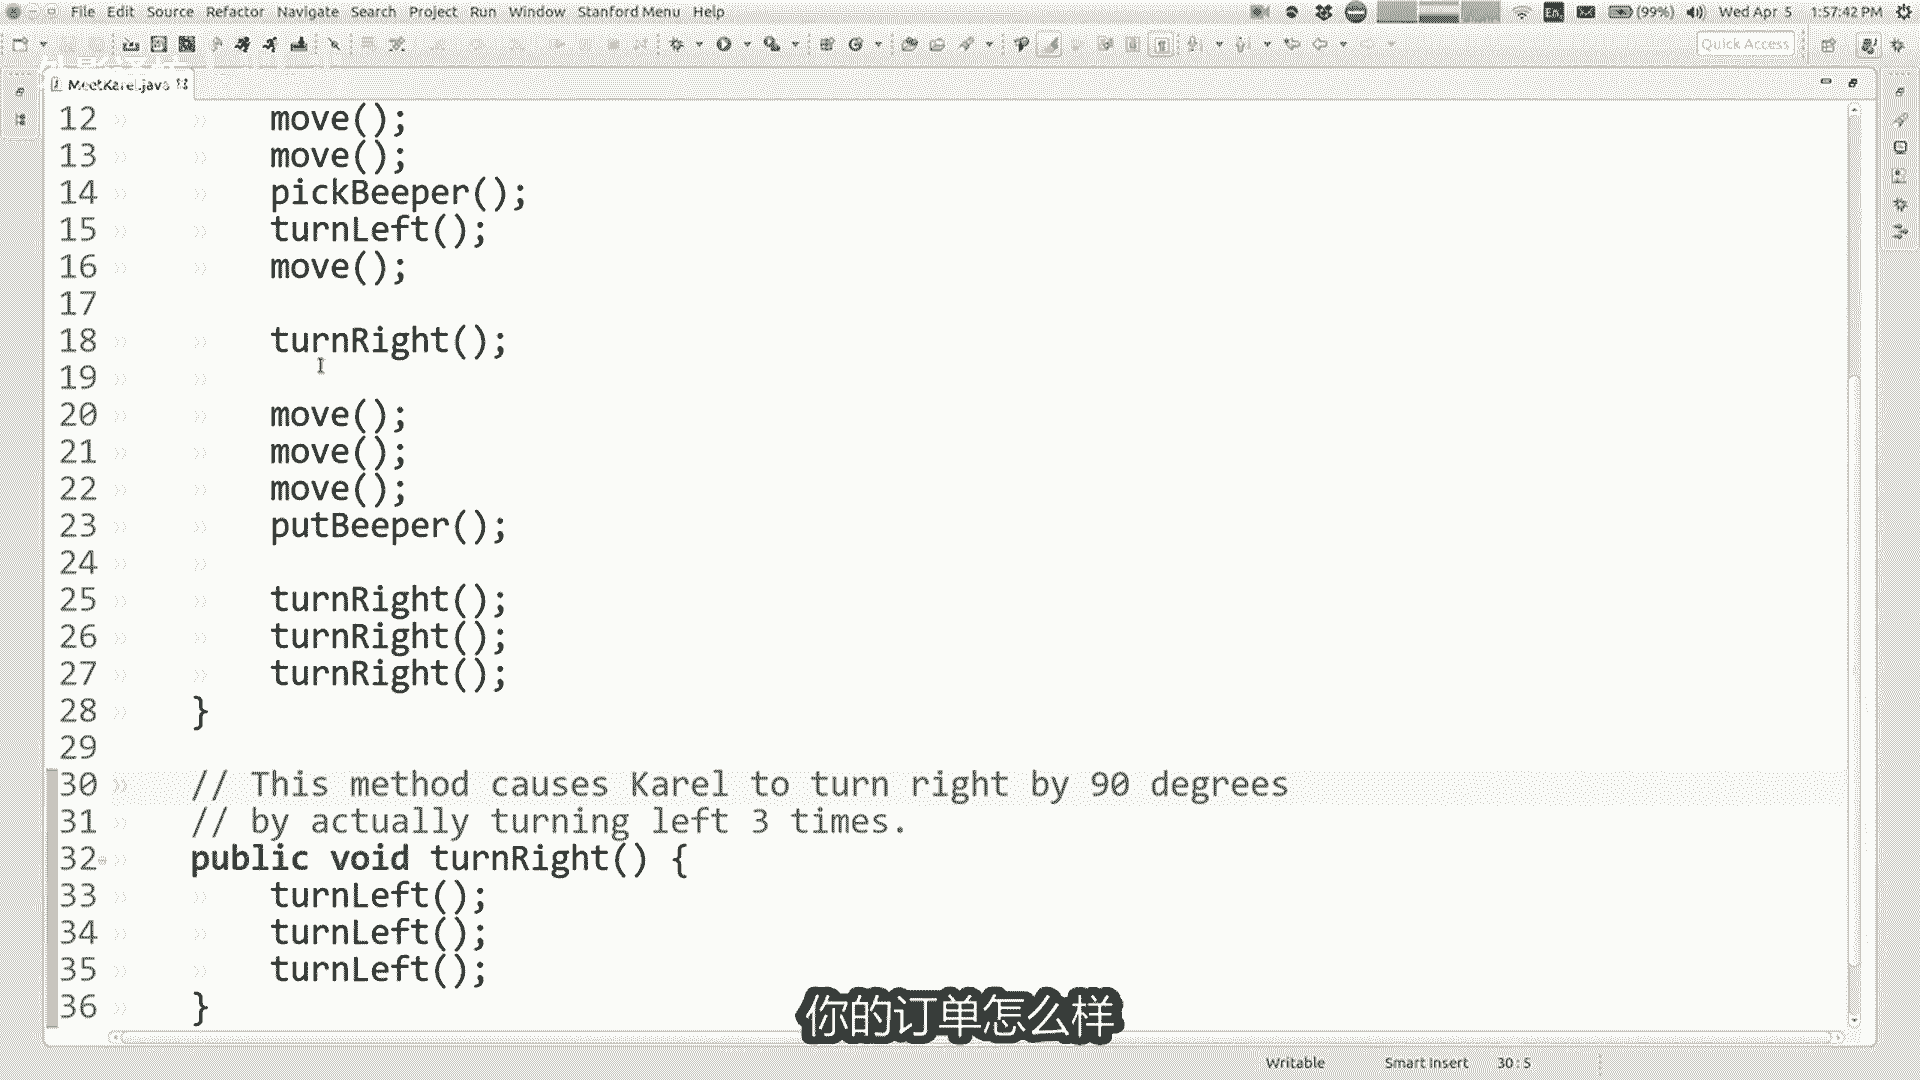 File Edit Source Refactor Navigate Search Project Run Window Stanford Menu Help En (99%) Wed Apr 5 1:57:42 PM
Quick Access
MeetKarel.java
12 move();
13 move();
14 pickBeeper();
15 turnLeft();
16 move();
17
18 turnRight();
19
20 move();
21 move();
22 move();
23 putBeeper();
24
25 turnRight();
26 turnRight();
27 turnRight();
28 }
29
30 // This method causes Karel to turn right by 90 degrees
31 // by actually turning left 3 times.
32 public void turnRight() {
33 turnLeft();
34 turnLeft();
35 turnLeft();
36 }
你的订单怎么样
Writable Smart Insert 30 : 5